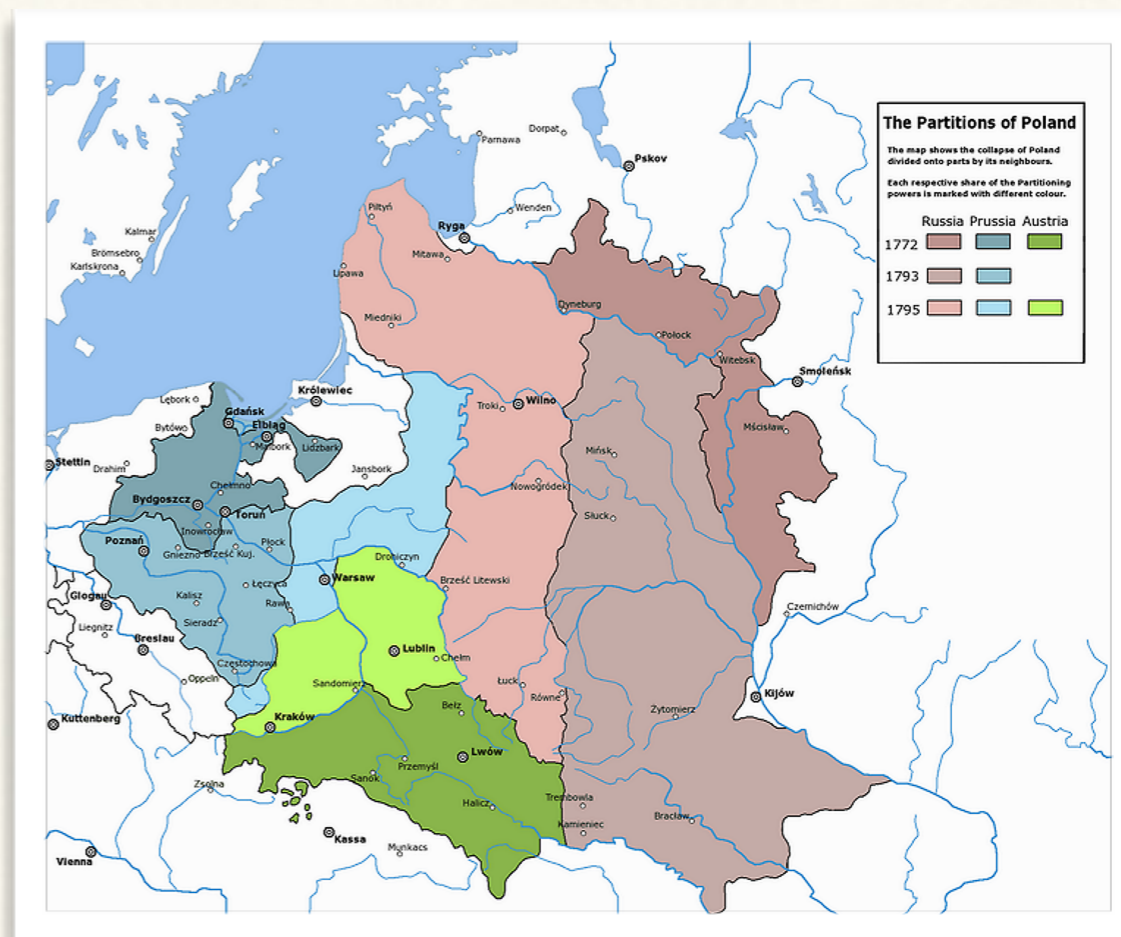 The Partitions of Poland
The map shows the collapse of Poland
divided onto parts by its neighbours.
Each respective share of the Partitioning
powers is marked with different colour.
Russia Prussia Austria
1772
1793
1795
Dorpat
Parnawa
Pskov
Piltyń
Wenden
Kalmar
Ryga
Brömsebro
Mitawa
Karlskrona
Lipawa
Dyneburg
Miedniki
Połock
Witebsk
Smoleńsk
Królewiec
Lębork
Troki
Wilno
Gdańsk
Elbląg
Bytów
Mścisław
Malbork
Lidzbark
Mińsk
Stettin
Drahim
Jansbork
Chełmno
Nowogródek
Bydgoszcz
Toruń
Słuck
Inowrocław
Poznań
Płock
Gniezno
Brześć Kuj.
Drohiczyn
Warsaw
Brześć Litewski
Łęczyca
Glogau
Kalisz
Rawa
Czernichów
Sieradz
Liegnitz
Breslau
Lublin
Chełm
Częstochowa
Oppeln
Sandomierz
Łuck
Równe
Kijów
Bełz
Żytomierz
Kuttenberg
Kraków
Lwów
Przemyśl
Sanok
Zsolna
Trembowla
Halicz
Bracław
Kamieniec
Kassa
Munkacs
Vienna